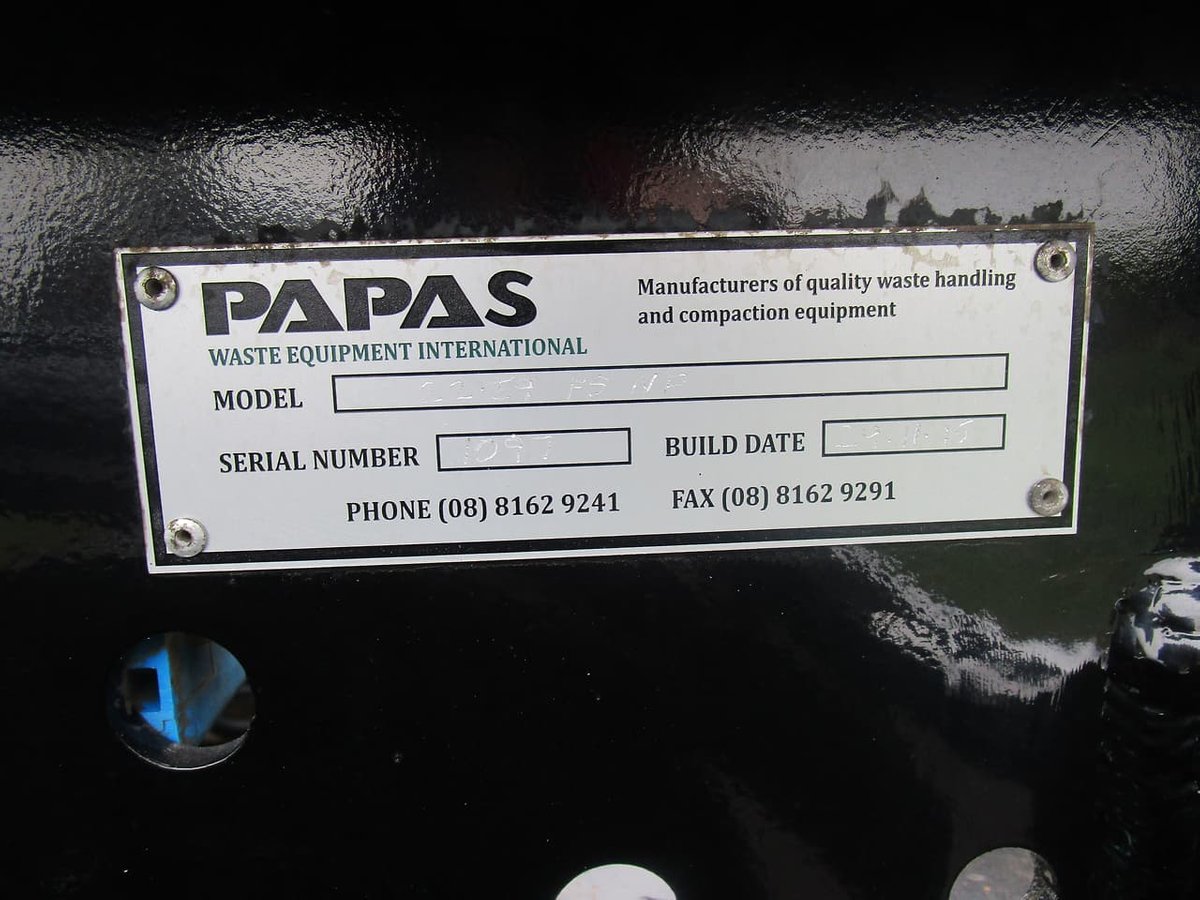 PAPAS
WASTE EQUIPMENT INTERNATIONAL
Manufacturers of quality waste handling
and compaction equipment
MODEL
SERIAL NUMBER 1097
BUILD DATE
PHONE (08) 8162 9241 FAX (08) 8162 9291